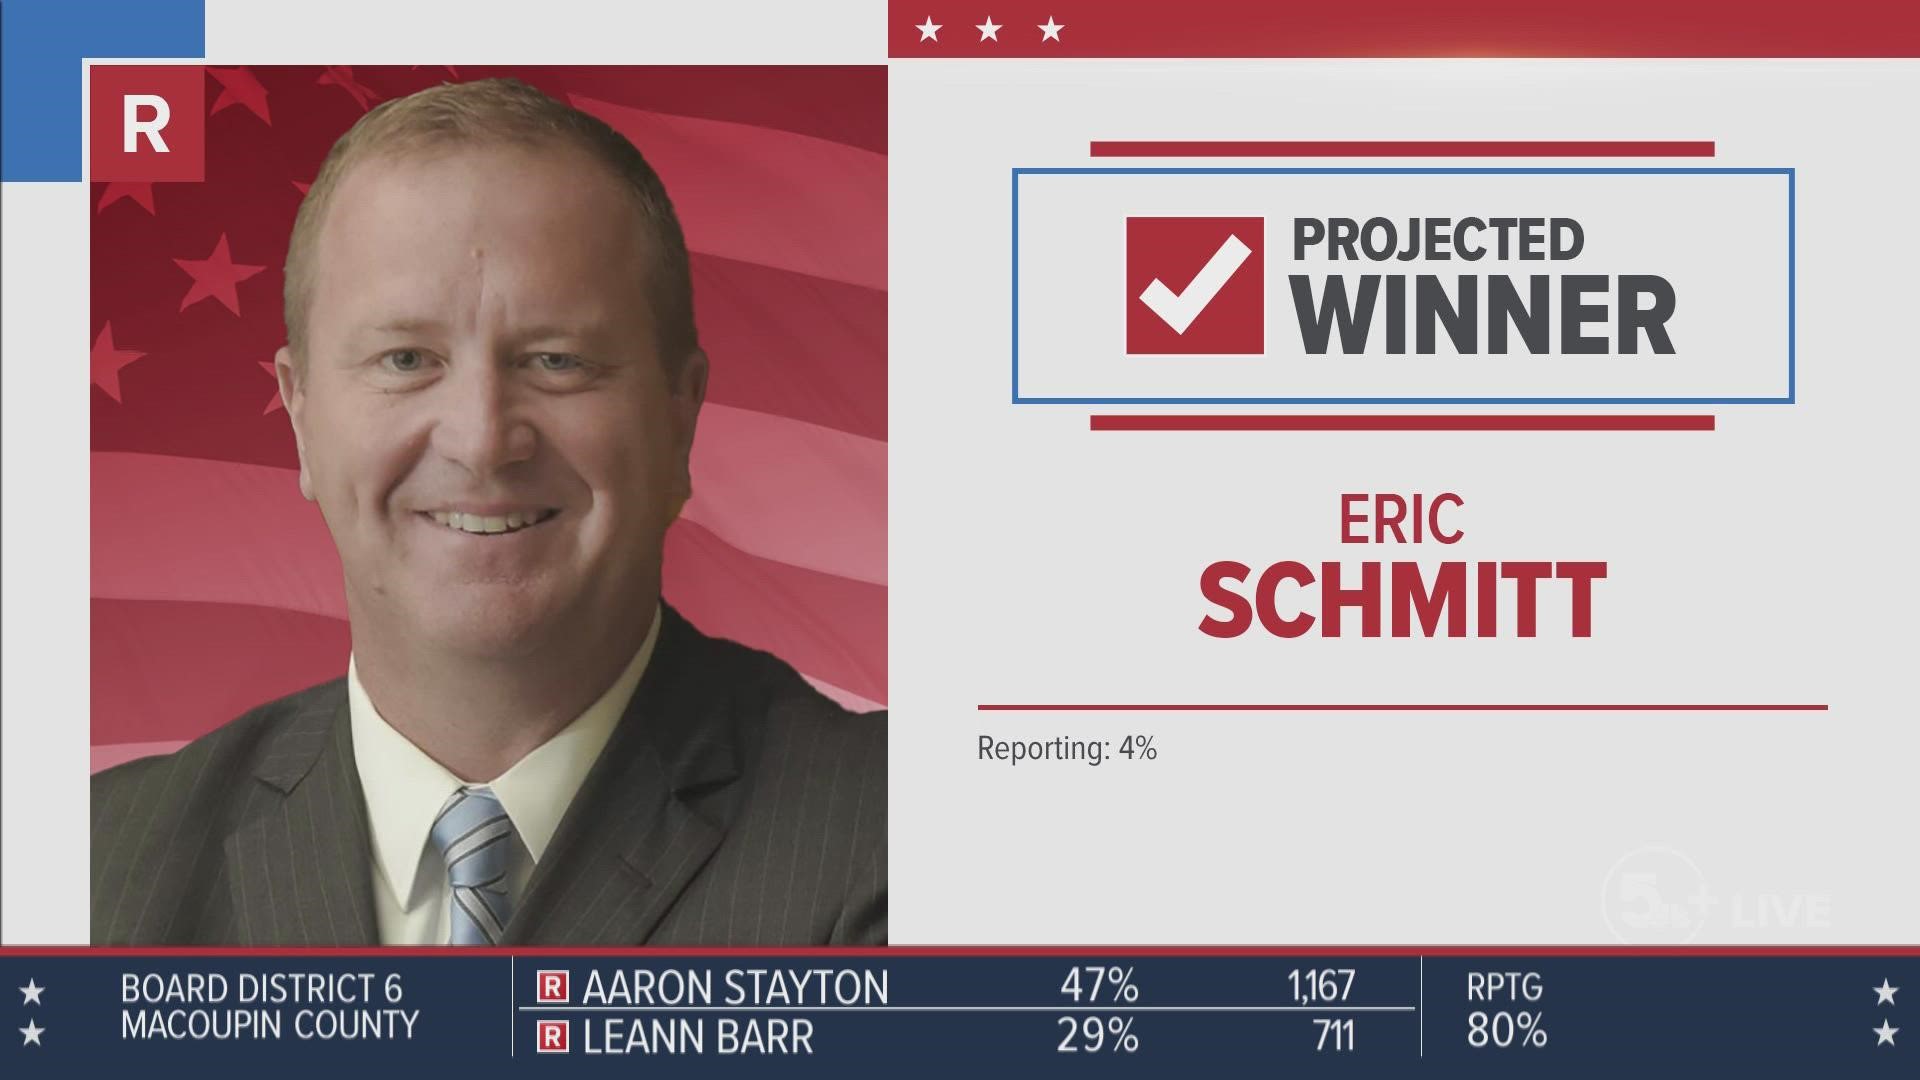 R
PROJECTED
WINNER
ERIC
SCHMITT
Reporting: 4%
5+ LIVE
BOARD DISTRICT 6
MACOUPIN COUNTY
R AARON STAYTON 47% 1,167
R LEANN BARR 29% 711
RPTG
80%